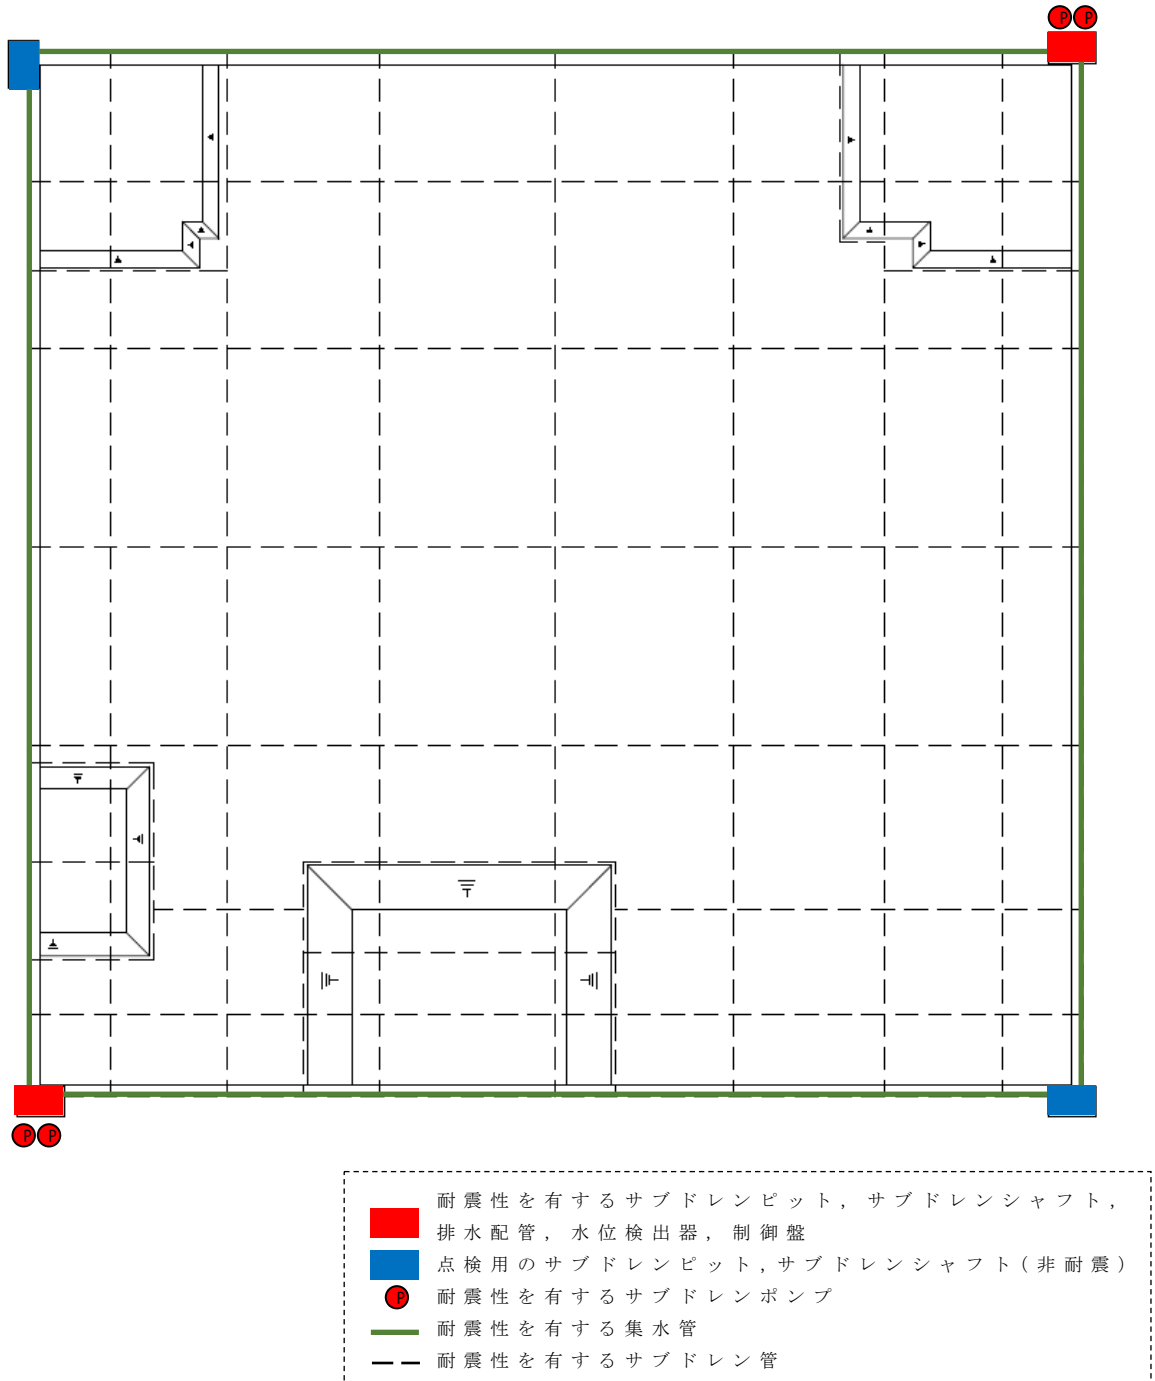 P P
P P
耐震性を有するサブドレンピット, サブドレンシャフト,
排水配管, 水位検出器, 制御盤
点検用のサブドレンピット,サブドレンシャフト(非耐震)
P 耐震性を有するサブドレンポンプ
耐震性を有する集水管
耐震性を有するサブドレン管